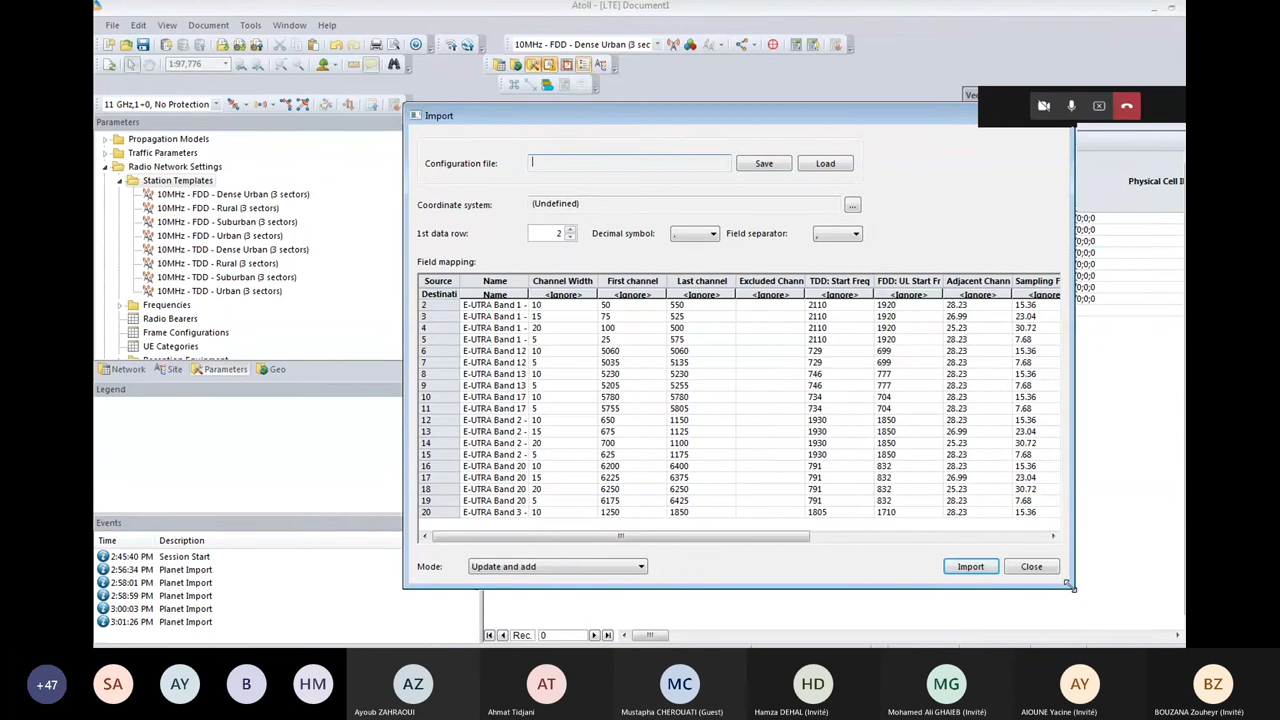 Atoll - [LTE] Document1
File Edit View Document Tools Window Help
10MHz - FDD - Dense Urban (3 sec
1:97,776
11 GHz,1+0, No Protection
Parameters
Propagation Models
Traffic Parameters
Radio Network Settings
Station Templates
10MHz - FDD - Dense Urban (3 sectors)
10MHz - FDD - Rural (3 sectors)
10MHz - FDD - Suburban (3 sectors)
10MHz - FDD - Urban (3 sectors)
10MHz - TDD - Dense Urban (3 sectors)
10MHz - TDD - Rural (3 sectors)
10MHz - TDD - Suburban (3 sectors)
10MHz - TDD - Urban (3 sectors)
Frequencies
Radio Bearers
Frame Configurations
UE Categories
Network Site Parameters Geo
Legend
Events
Time Description
2:45:40 PM Session Start
2:56:34 PM Planet Import
2:58:01 PM Planet Import
2:58:59 PM Planet Import
3:00:03 PM Planet Import
3:01:26 PM Planet Import
Import
Configuration file: Save Load
Coordinate system: (Undefined) ...
1st data row: 2 Decimal symbol: . Field separator: ,
Field mapping:
Source Name Channel Width First channel Last channel Excluded Chann TDD: Start Freq FDD: UL Start Fr Adjacent Chann Sampling F
Destinati Name <Ignore> <Ignore> <Ignore> <Ignore> <Ignore> <Ignore> <Ignore> <Ignore
2 E-UTRA Band 1 - 10 50 550 2110 1920 28.23 15.36
3 E-UTRA Band 1 - 15 75 525 2110 1920 26.99 23.04
4 E-UTRA Band 1 - 20 100 500 2110 1920 25.23 30.72
5 E-UTRA Band 1 - 5 25 575 2110 1920 28.23 7.68
6 E-UTRA Band 12 10 5060 5060 729 699 28.23 15.36
7 E-UTRA Band 12 5 5035 5135 729 699 28.23 7.68
8 E-UTRA Band 13 10 5230 5230 746 777 28.23 15.36
9 E-UTRA Band 13 5 5205 5255 746 777 28.23 7.68
10 E-UTRA Band 17 10 5780 5780 734 704 28.23 15.36
11 E-UTRA Band 17 5 5755 5805 734 704 28.23 7.68
12 E-UTRA Band 2 - 10 650 1150 1930 1850 28.23 15.36
13 E-UTRA Band 2 - 15 675 1125 1930 1850 26.99 23.04
14 E-UTRA Band 2 - 20 700 1100 1930 1850 25.23 30.72
15 E-UTRA Band 2 - 5 625 1175 1930 1850 28.23 7.68
16 E-UTRA Band 20 10 6200 6400 791 832 28.23 15.36
17 E-UTRA Band 20 15 6225 6375 791 832 26.99 23.04
18 E-UTRA Band 20 20 6250 6250 791 832 25.23 30.72
19 E-UTRA Band 20 5 6175 6425 791 832 28.23 7.68
20 E-UTRA Band 3 - 10 1250 1850 1805 1710 28.23 15.36
Mode: Update and add Import Close
Physical Cell I
Rec. 0
+47 SA AY B HM AZ AT MC HD MG AY BZ
Ayoub ZAHRAOUI Ahmat Tidjani Mustapha CHEROUATI (Guest) Hamza DEHAL (Invité) Mohamed Ali GHAIEB (Invité) AIOUNE Yacine (Invité) BOUZANA Zouheyr (Invité)